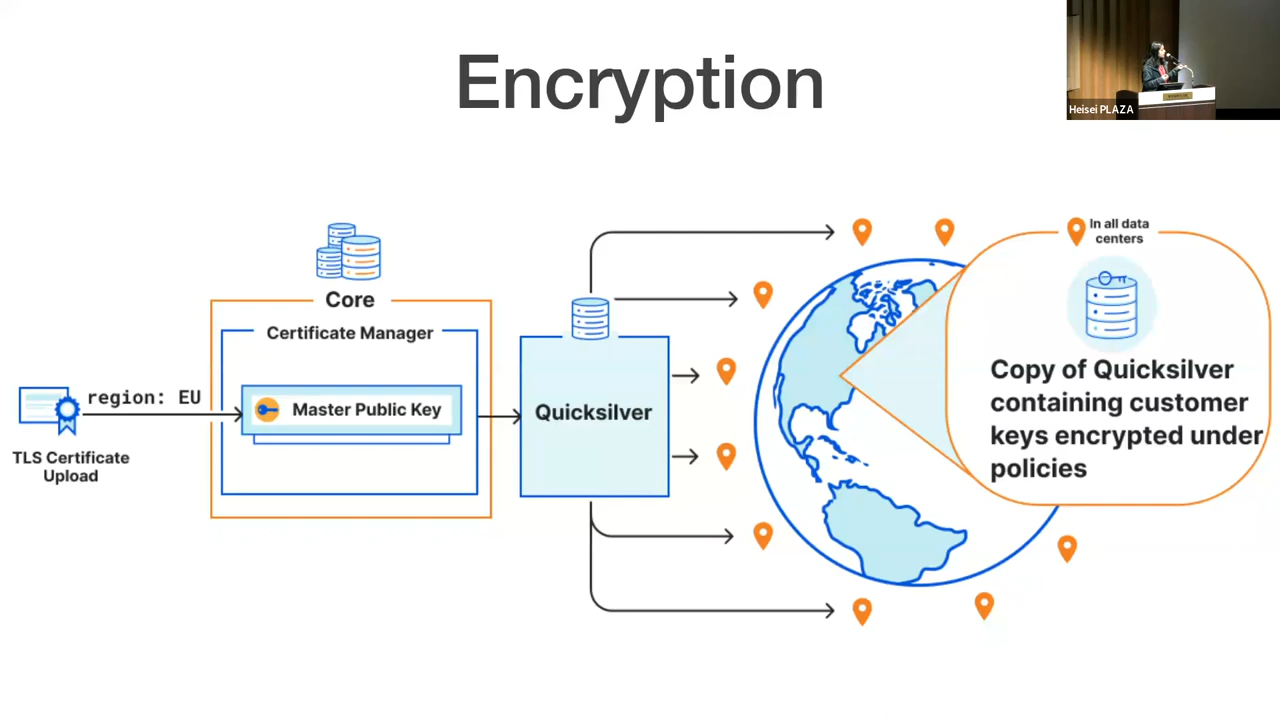 Encryption
Heisei PLAZA
Core
Certificate Manager
region: EU
Master Public Key
TLS Certificate
Upload
Quicksilver
In all data
centers
Copy of Quicksilver
containing customer
keys encrypted under
policies